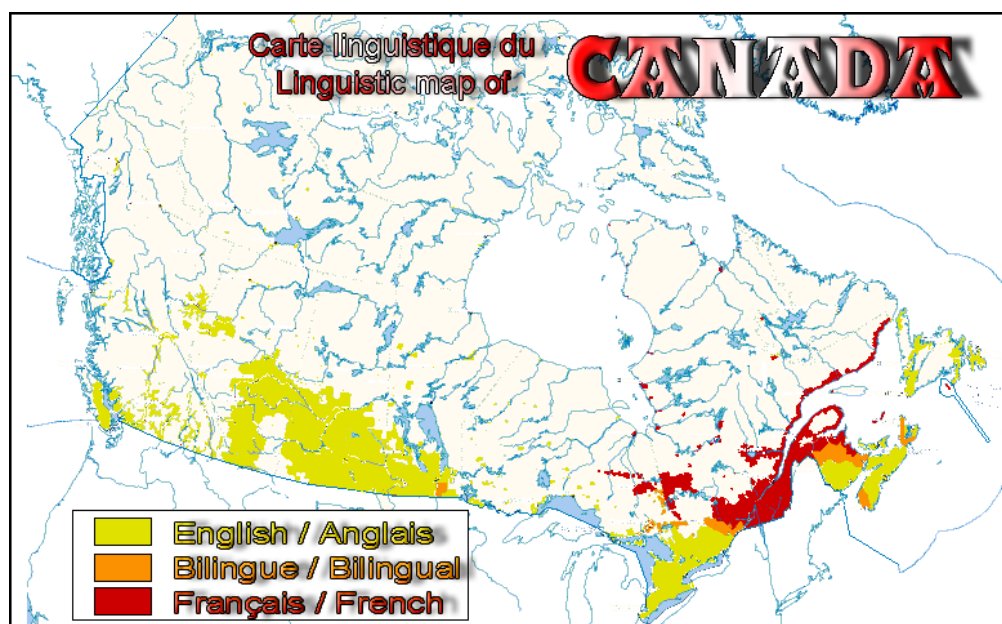 Carte linguistique du
Linguistic map of
CANADA
English / Anglais
Bilingue / Bilingual
Français / French